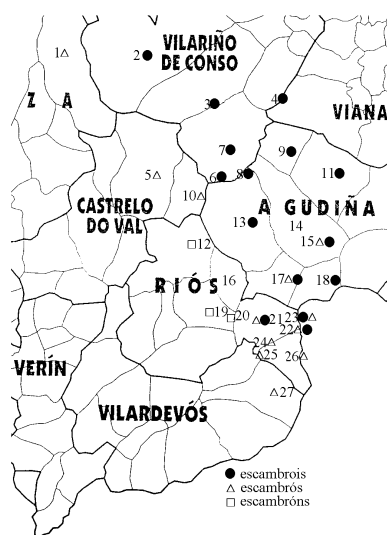 VILARIÑO
DE CONSO
1
2
Z A
3
4
VIANA
7
9
5
6
8
11
10
CASTRELO
DO VAL
A GUDIÑA
13
14
12
15
RIÓS
16
17
18
19
20
21
23
22
24
VERÍN
25
26
VILARDEVÓS
27
escambrois
escambrós
escambróns